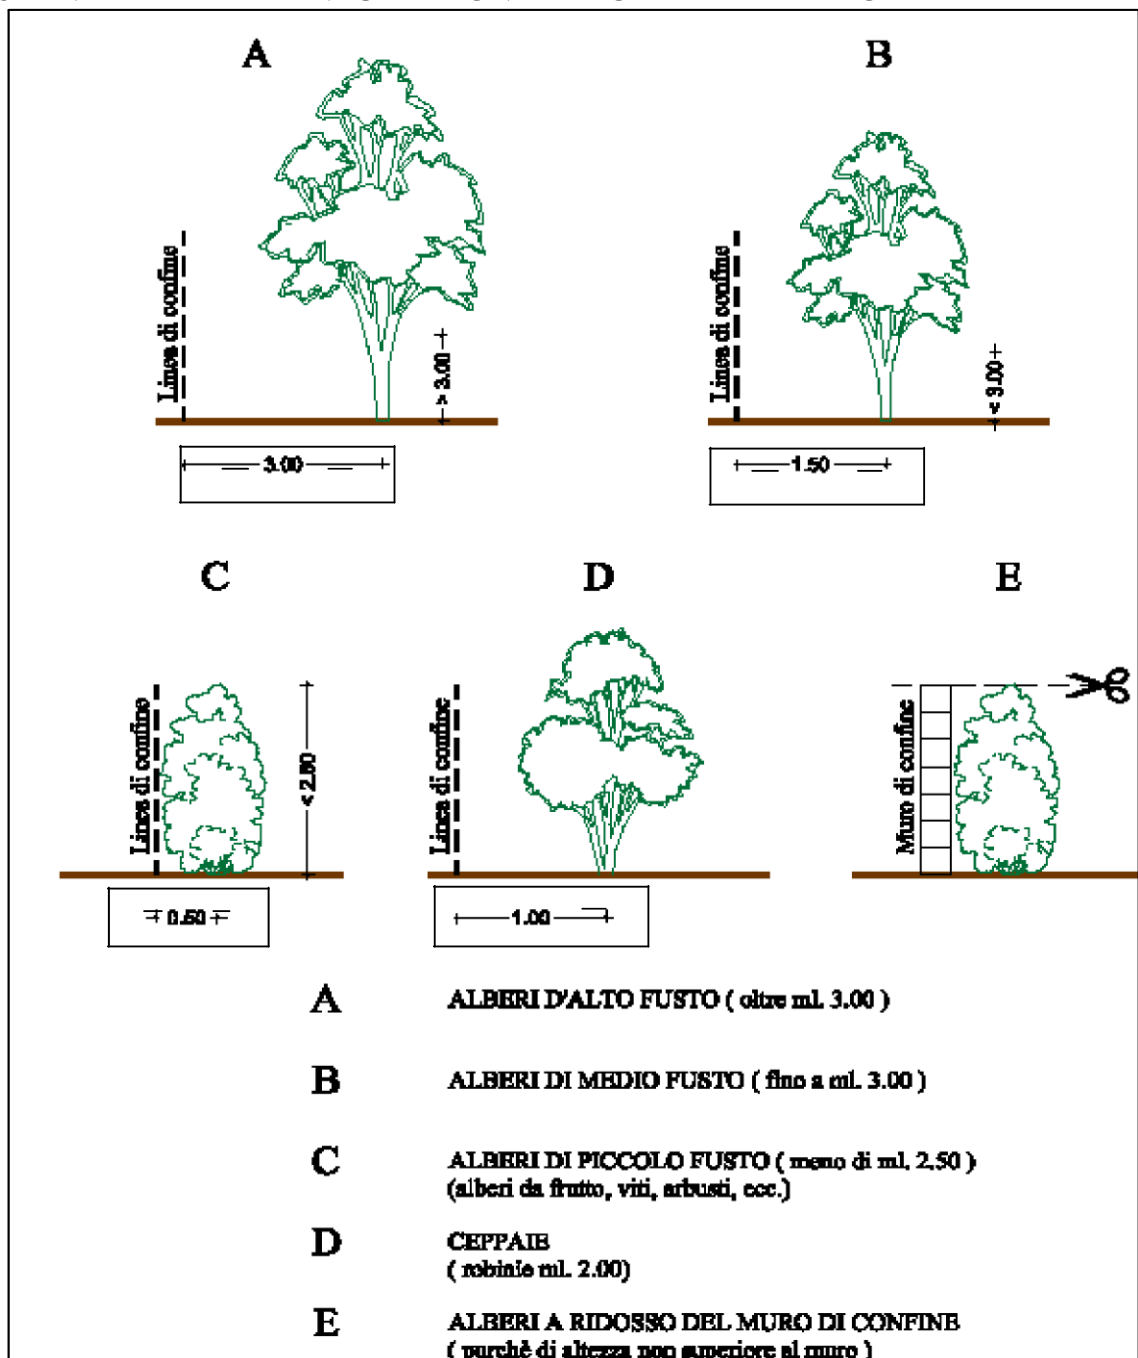 A B
Linea di confine
> 3.00
Linea di confine
< 3.00
3.00
1.50
C D E
Linea di confine
< 2.50
Linea di confine
Muro di confine
0.50
1.00
A ALBERI D'ALTO FUSTO ( oltre ml. 3.00 )
B ALBERI DI MEDIO FUSTO ( fino a ml. 3.00 )
C ALBERI DI PICCOLO FUSTO ( meno di ml. 2.50 )
(alberi da frutto, viti, arbusti, ecc.)
D CEPPAIE
( robinie ml. 2.00)
E ALBERI A RIDOSSO DEL MURO DI CONFINE
( purchè di altezza non superiore al muro )